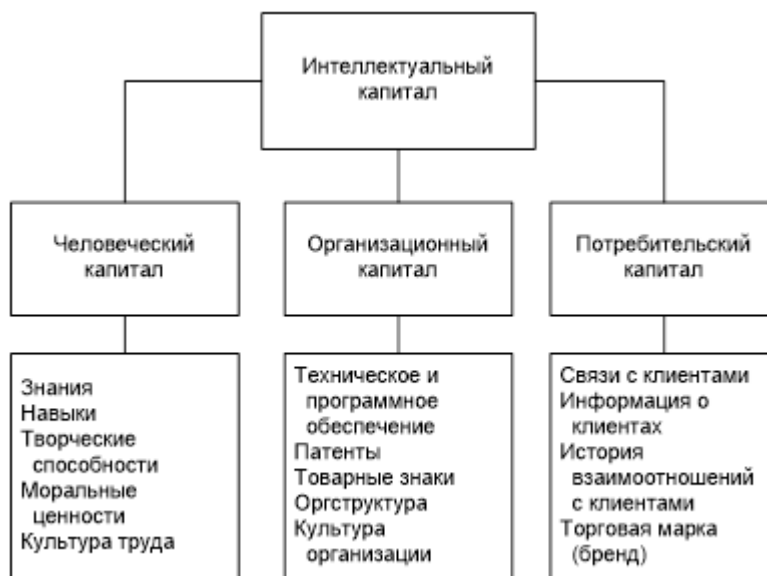 Интеллектуальный
капитал
Человеческий
капитал
Организационный
капитал
Потребительский
капитал
Знания
Навыки
Творческие
способности
Моральные
ценности
Культура труда
Техническое и
программное
обеспечение
Патенты
Товарные знаки
Оргструктура
Культура
организации
Связи с клиентами
Информация о
клиентах
История
взаимоотношений
с клиентами
Торговая марка
(бренд)